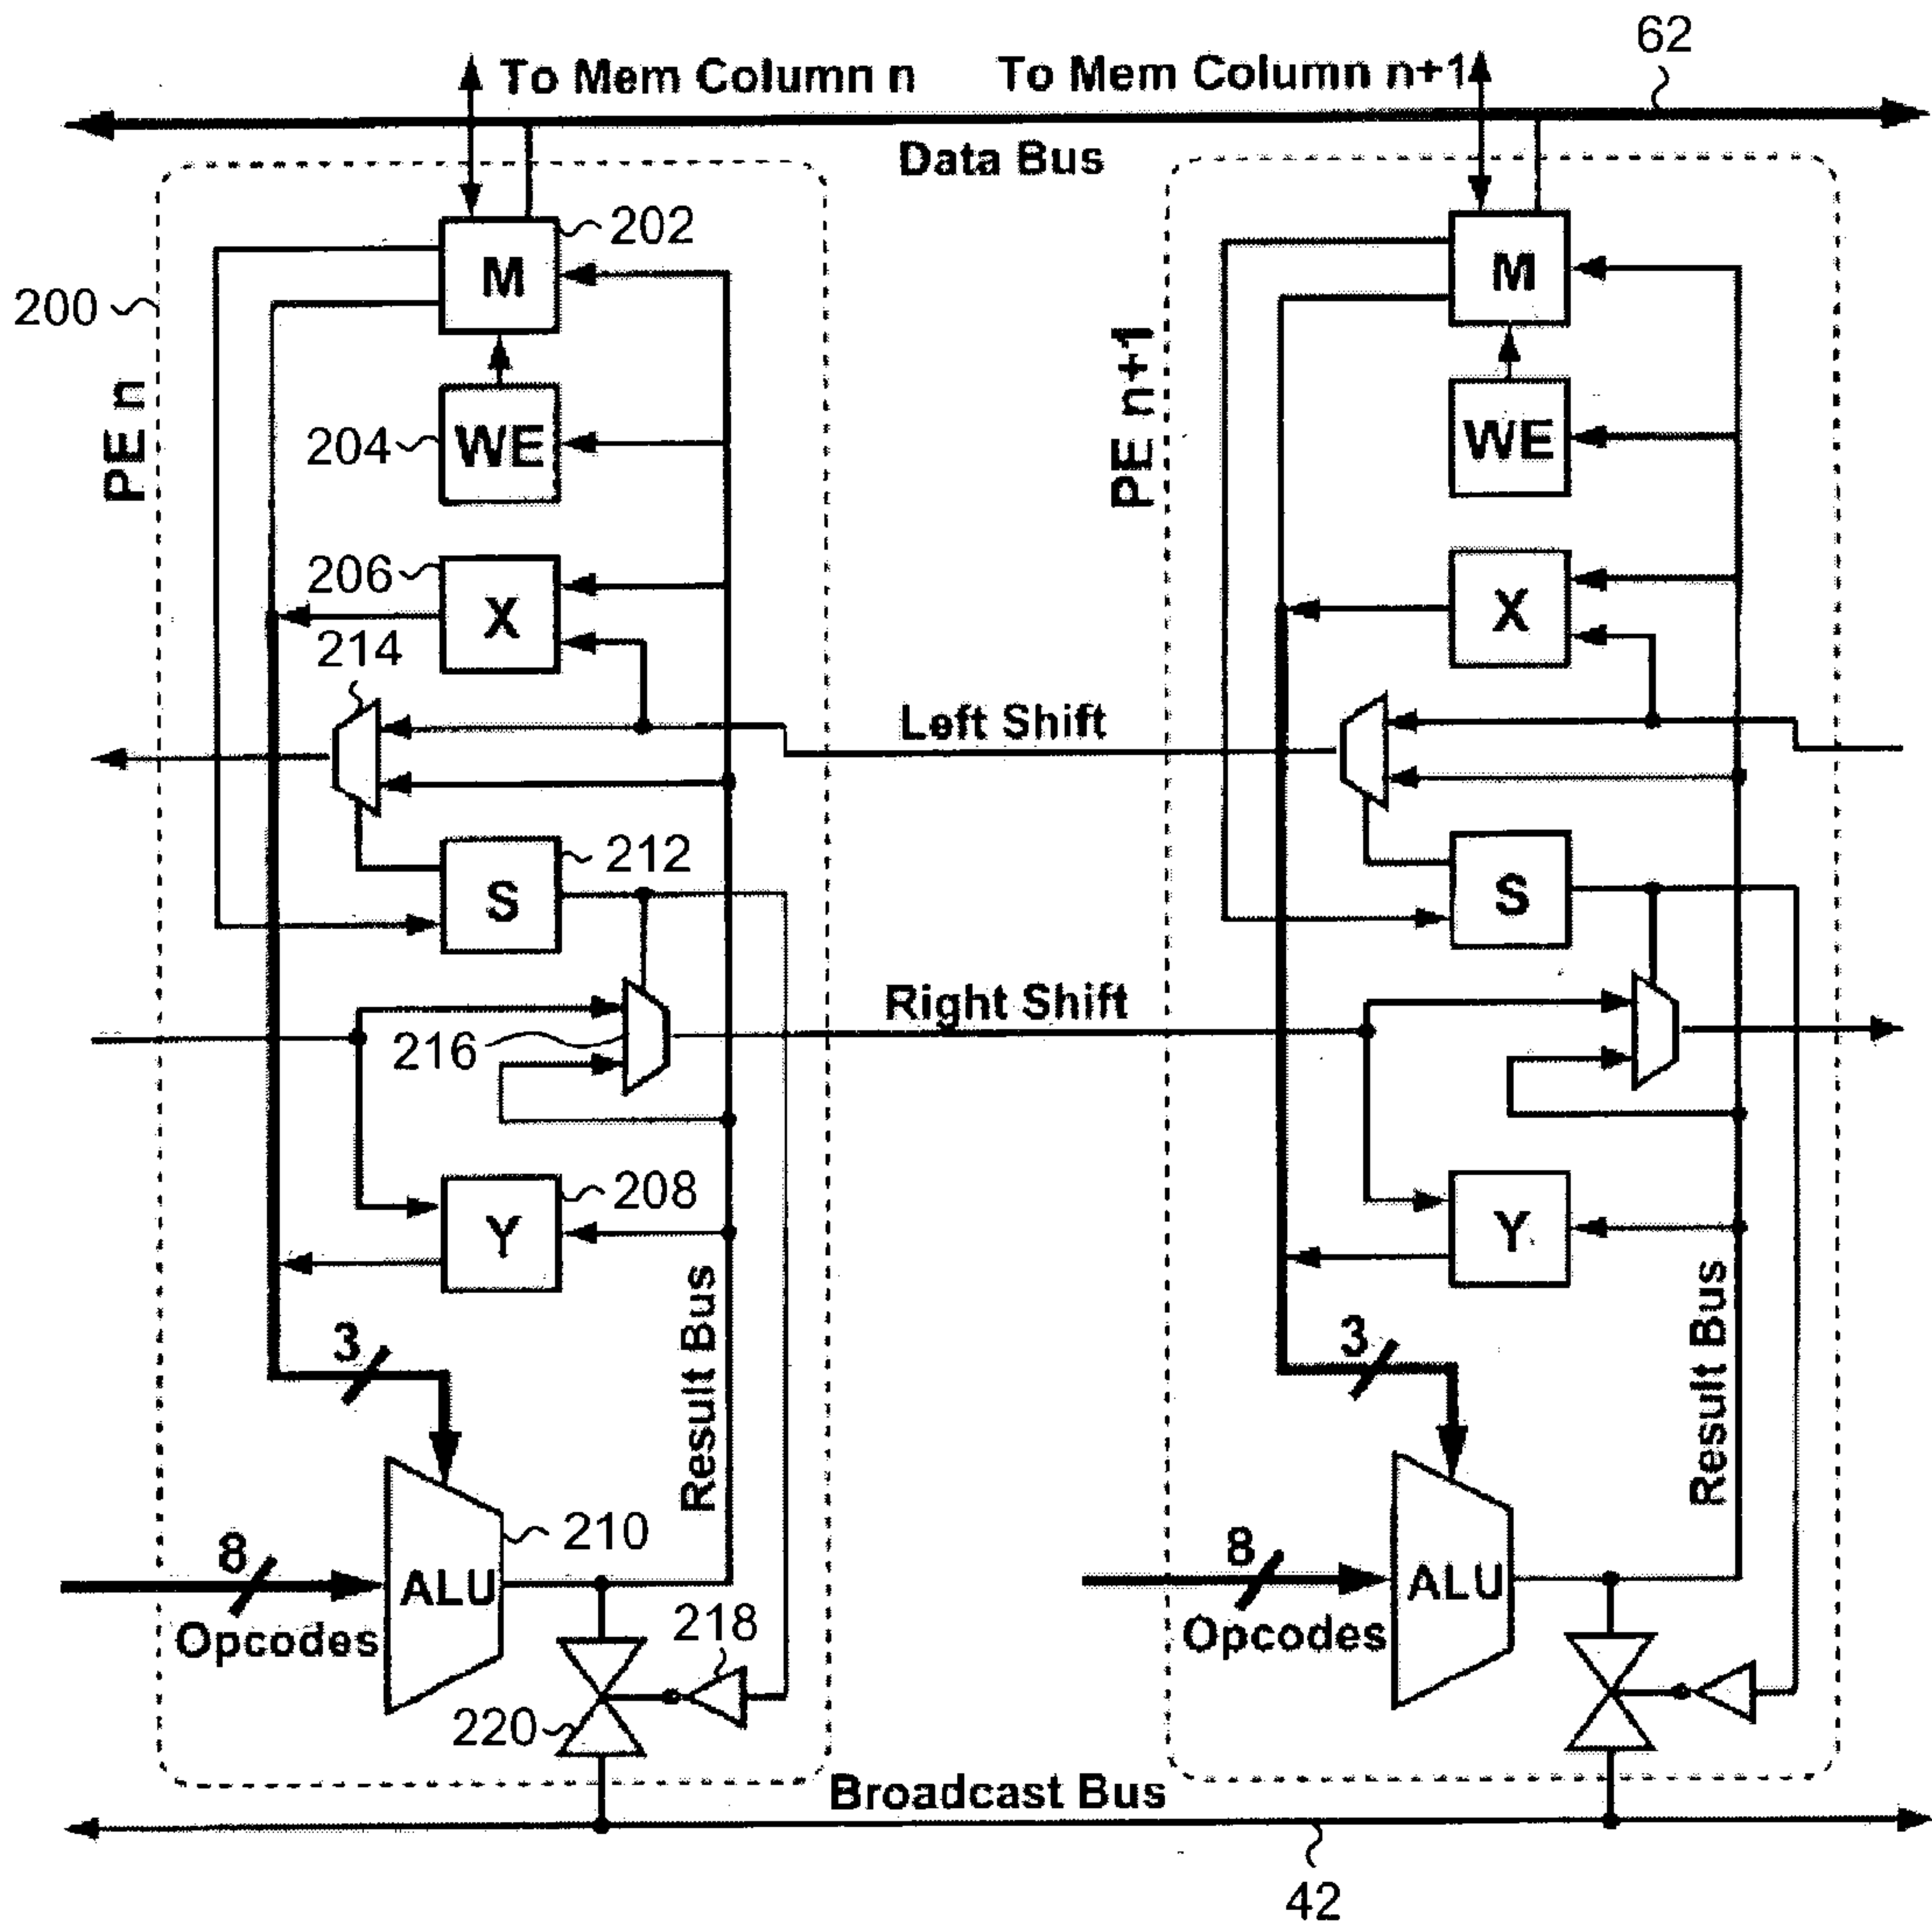 62
To Mem Column n
To Mem Column n+1
Data Bus
202
M
M
200
PE n
PE n+1
204
WE
WE
206
X
X
214
Left Shift
212
S
S
Right Shift
216
208
Y
Y
3
3
Result Bus
Result Bus
210
8
8
ALU
ALU
218
Opcodes
Opcodes
220
Broadcast Bus
42